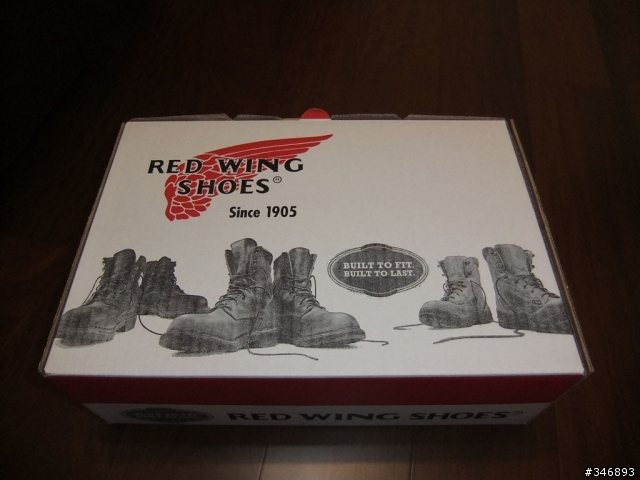 RED WING
SHOES®
Since 1905
BUILT TO FIT.
BUILT TO LAST.
RED WING SHOES®
#346893